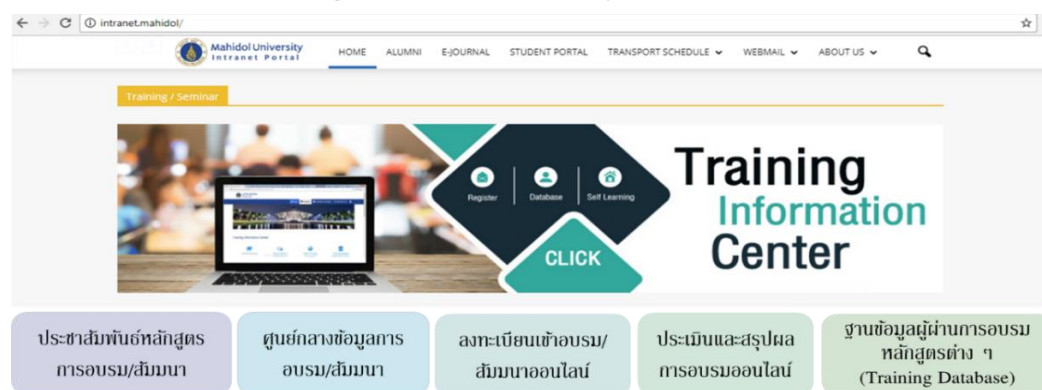 intranet.mahidol/
Mahidol University
Intranet Portal
HOME ALUMNI E-JOURNAL STUDENT PORTAL TRANSPORT SCHEDULE WEBMAIL ABOUT US
Training / Seminar
Register Database Self Learning
CLICK
Training
Information
Center
ประชาสัมพันธ์หลักสูตร
การอบรม/สัมมนา
ศูนย์กลางข้อมูลการ
อบรม/สัมมนา
ลงทะเบียนเข้าอบรม/
สัมมนาออนไลน์
ประเมินและสรุปผล
การอบรมออนไลน์
ฐานข้อมูลผู้ผ่านการอบรม
หลักสูตรต่าง ๆ
(Training Database)